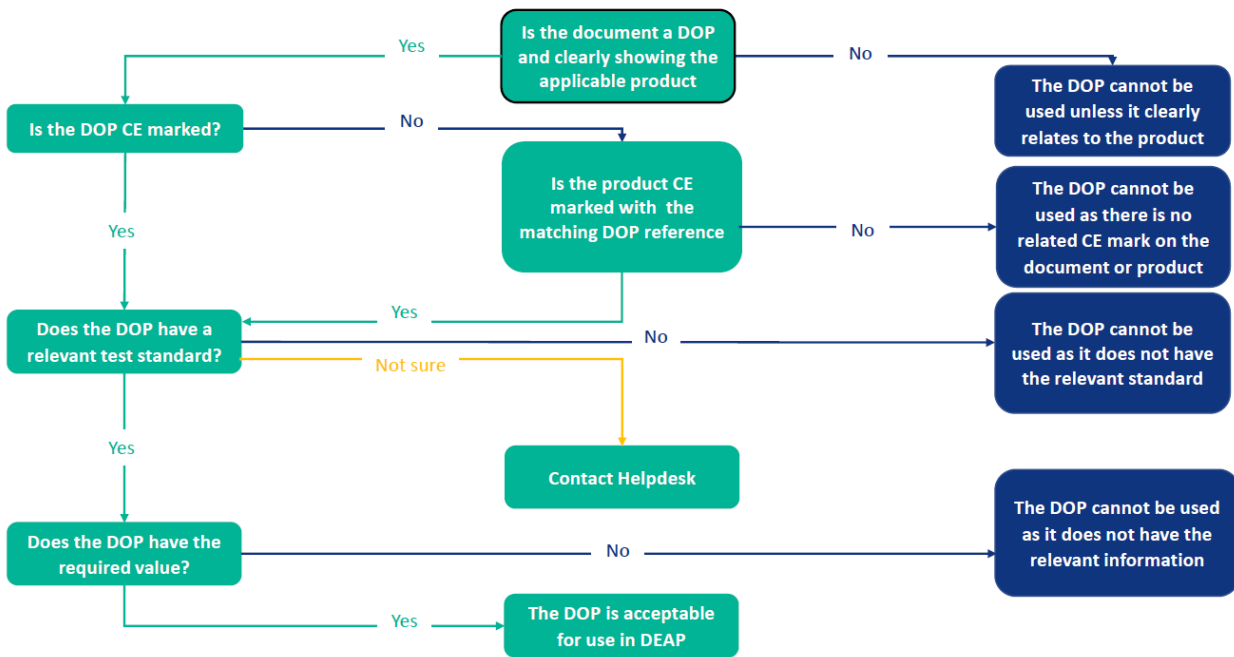 Is the document a DOP
and clearly showing the
applicable product
Yes
No
The DOP cannot be
used unless it clearly
relates to the product
Is the DOP CE marked?
No
Is the product CE
marked with the
matching DOP reference
The DOP cannot be
used as there is no
related CE mark on the
document or product
Yes
No
Yes
Does the DOP have a
relevant test standard?
No
Not sure
The DOP cannot be
used as it does not have
the relevant standard
Yes
Contact Helpdesk
Does the DOP have the
required value?
No
The DOP cannot be used
as it does not have the
relevant information
Yes
The DOP is acceptable
for use in DEAP